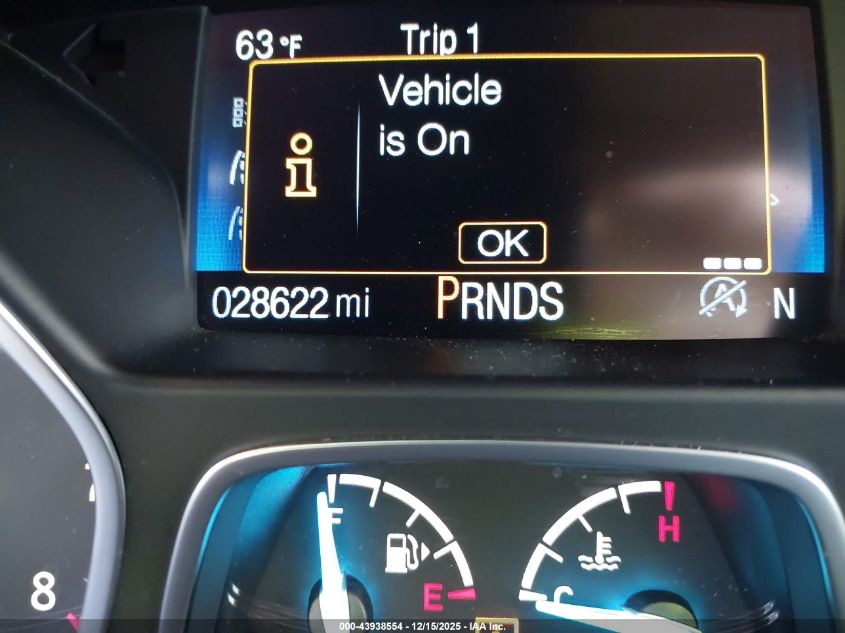 63 °F Trip 1
Vehicle
is On
OK
028622 mi PRNDS A N
F H
E C
8
000-43938554 - 12/15/2025 - IAA Inc.